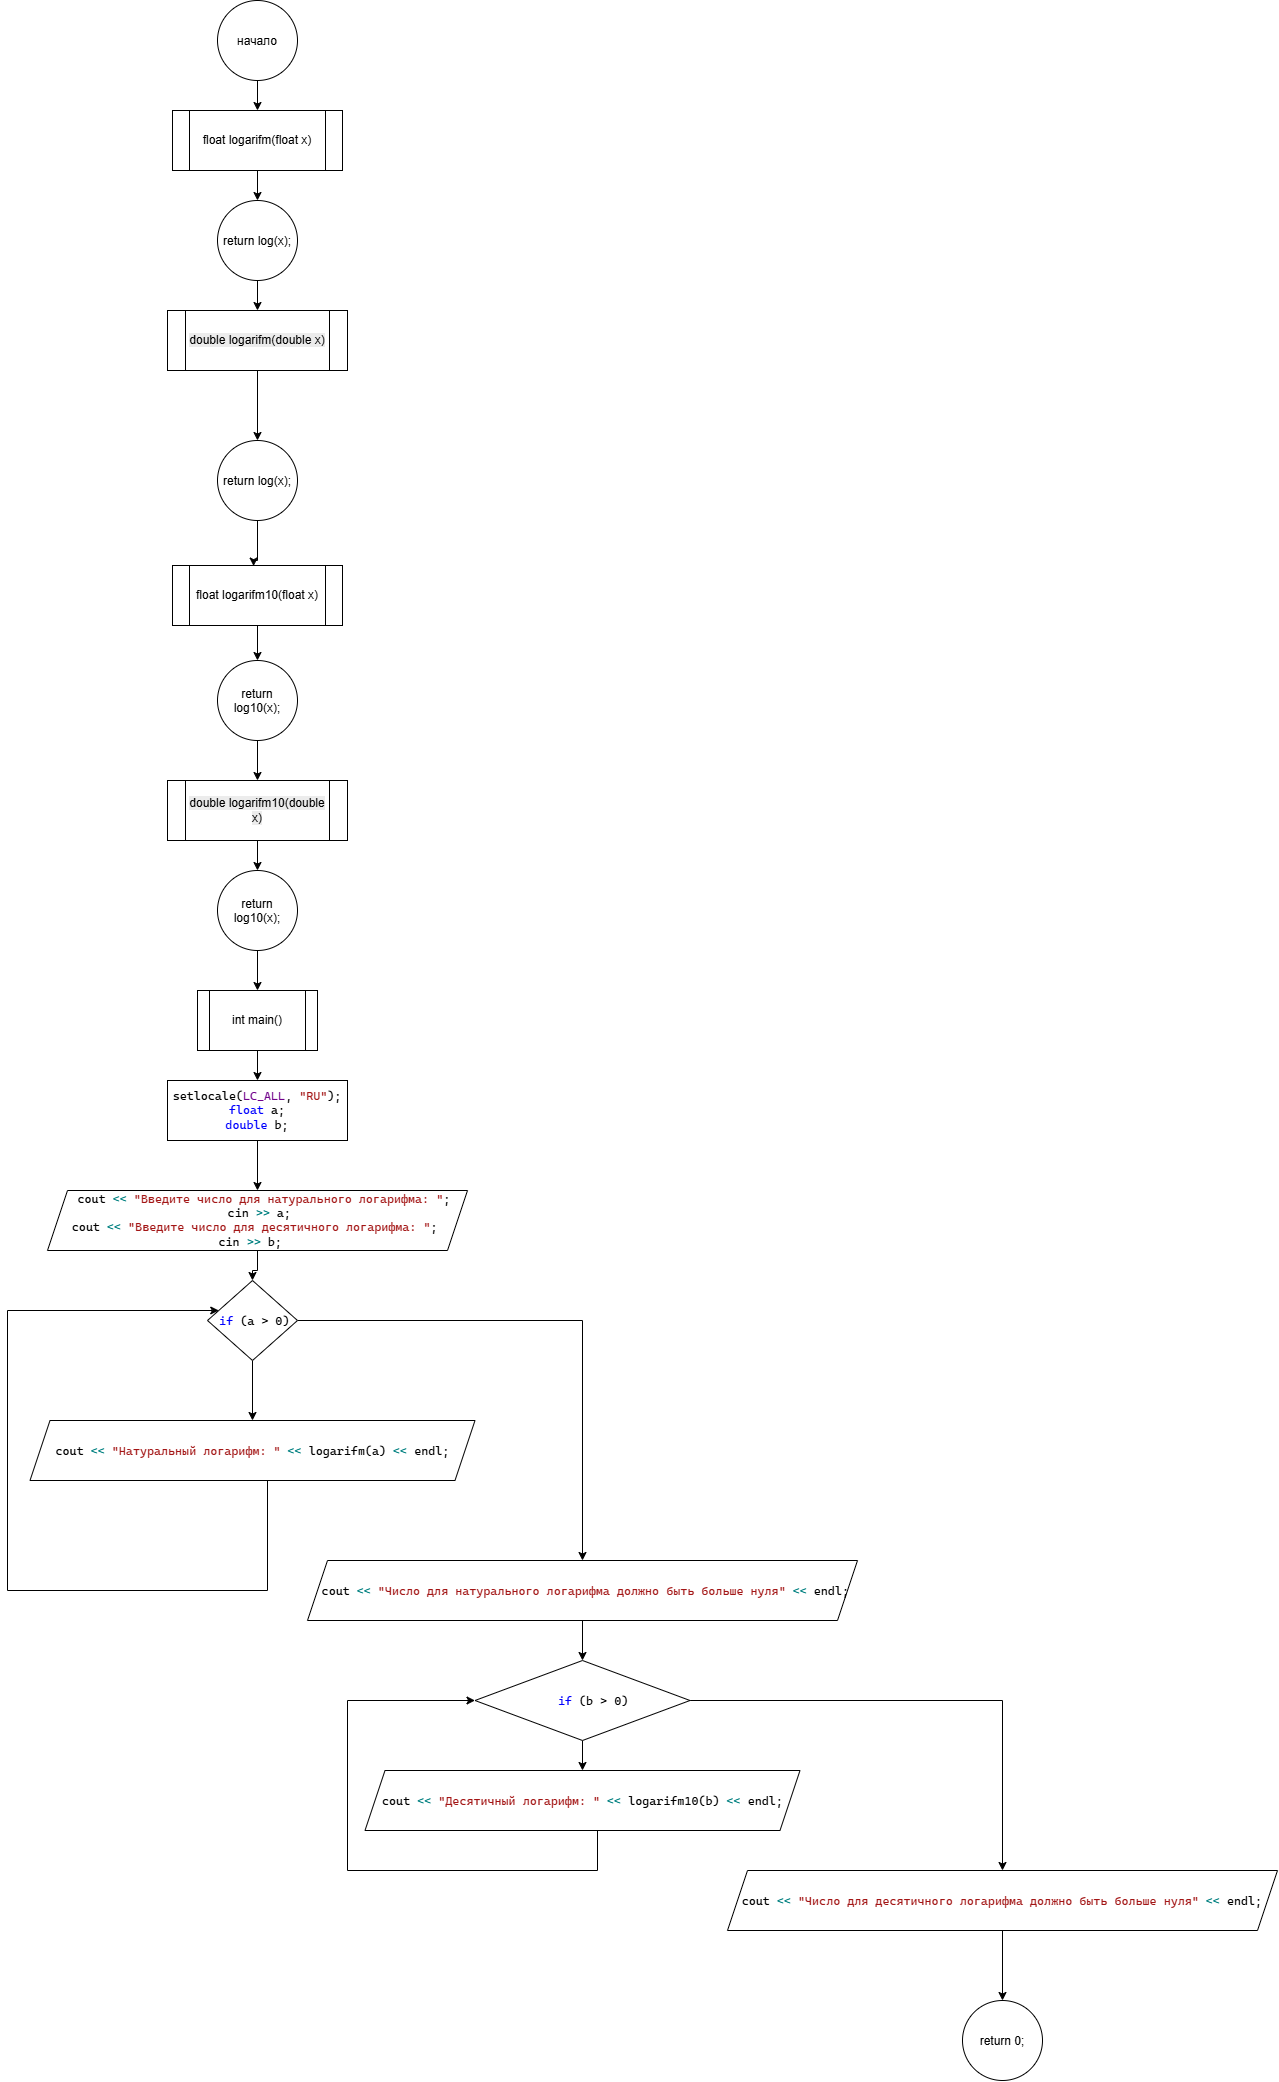 начало
float logarifm(float x)
return log(x);
double logarifm(double x)
return log(x);
float logarifm10(float x)
return
log10(x);
double logarifm10(double
x)
return
log10(x);
int main()
setlocale(LC_ALL, "RU");
float a;
double b;
cout << "Введите число для натурального логарифма: ";
cin >> a;
cout << "Введите число для десятичного логарифма: ";
cin >> b;
if (a > 0)
cout << "Натуральный логарифм: " << logarifm(a) << endl;
cout << "Число для натурального логарифма должно быть больше нуля" << endl;
if (b > 0)
cout << "Десятичный логарифм: " << logarifm10(b) << endl;
cout << "Число для десятичного логарифма должно быть больше нуля" << endl;
return 0;